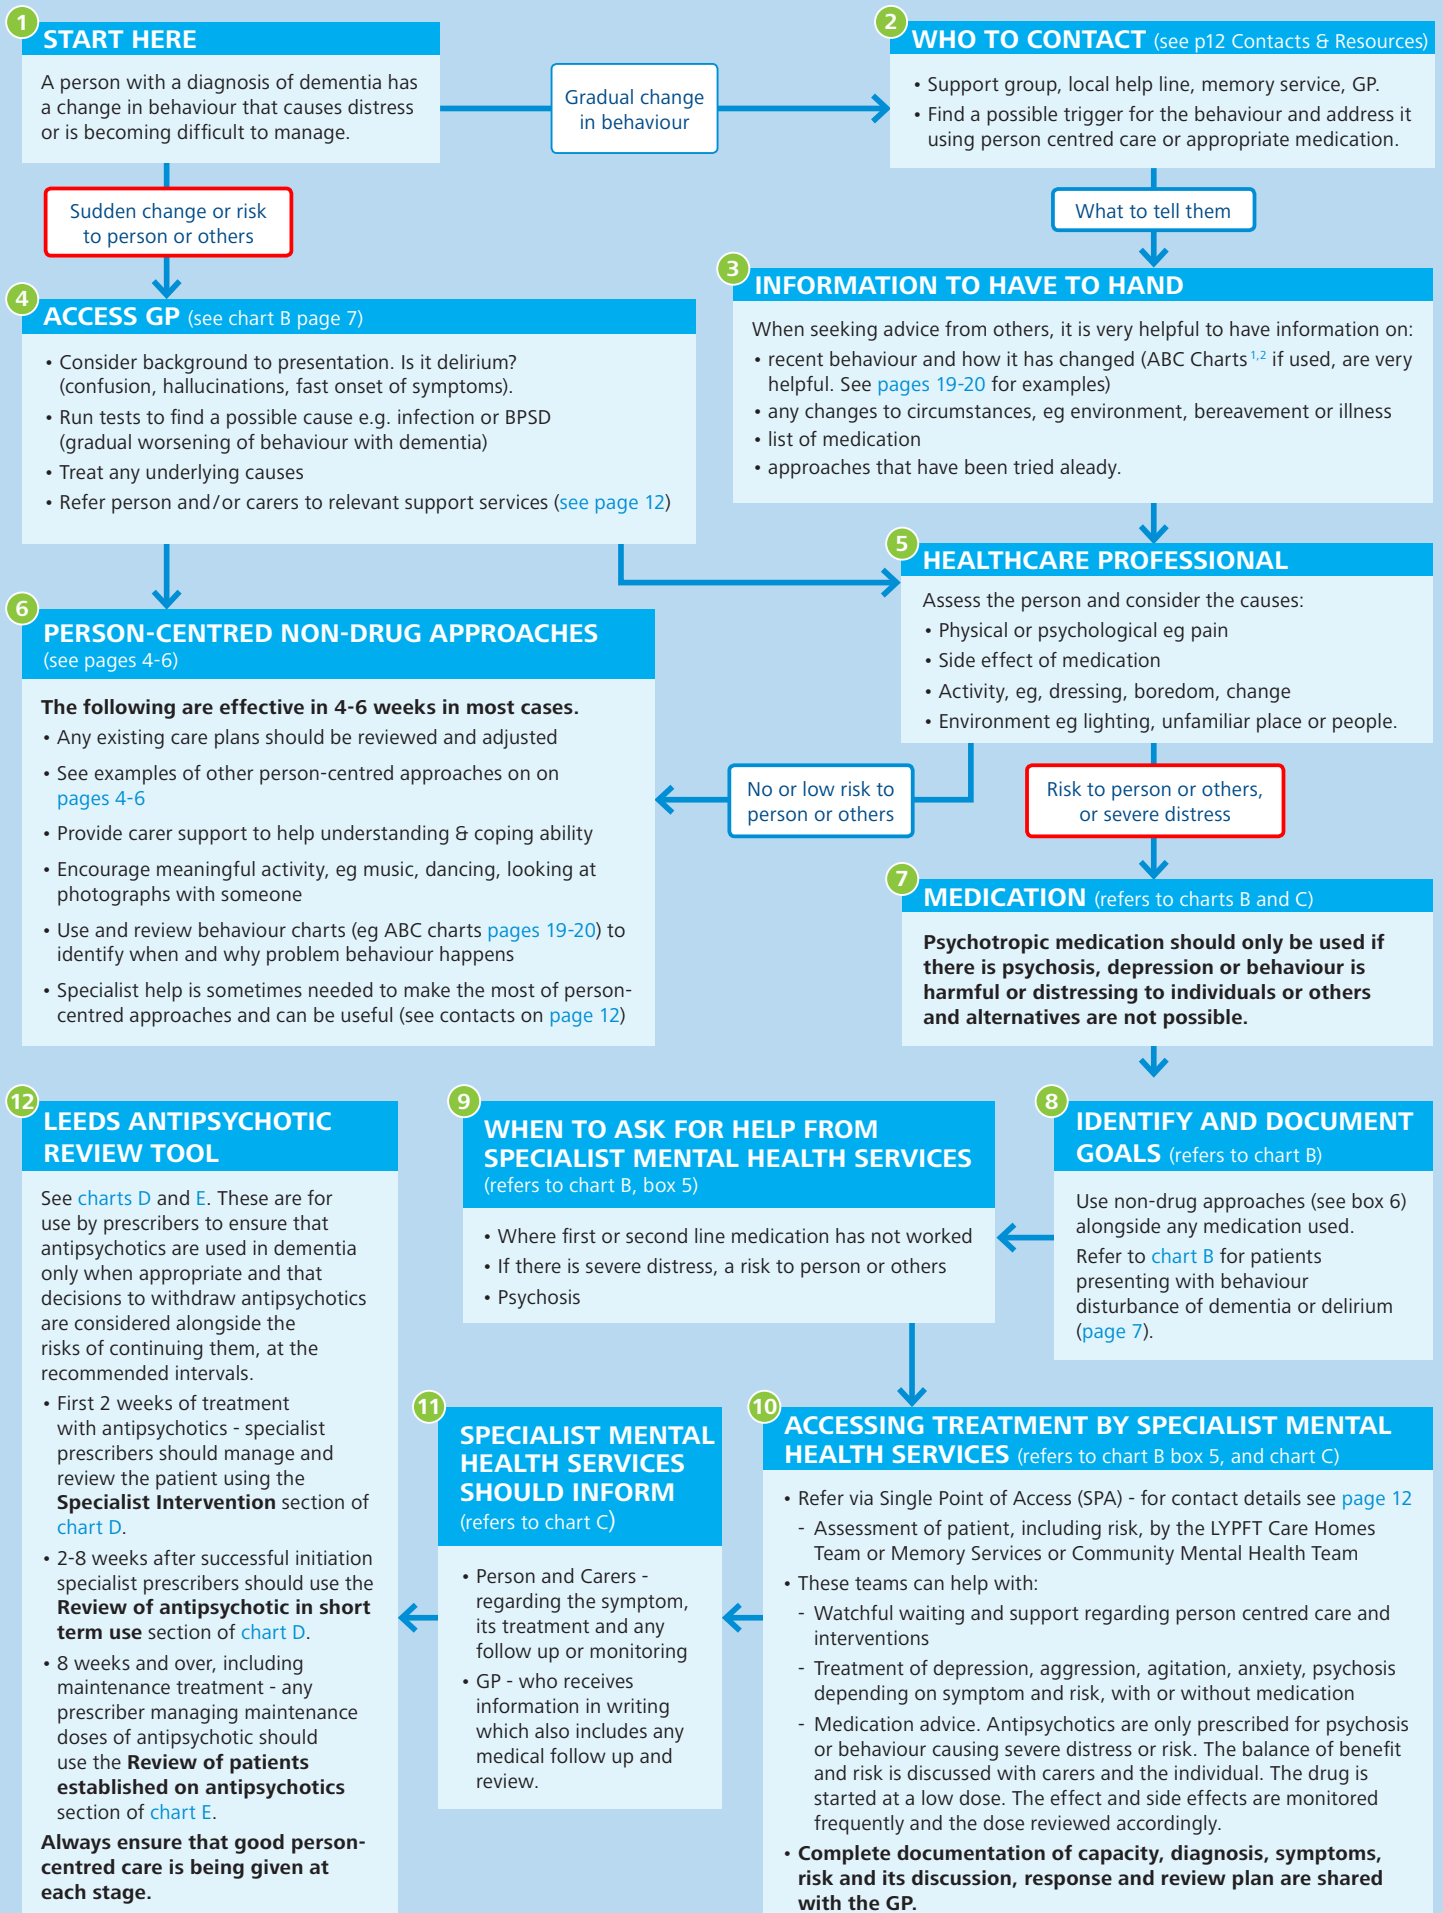 1
START HERE
A person with a diagnosis of dementia has
a change in behaviour that causes distress
or is becoming difficult to manage.
Gradual change
in behaviour
2
WHO TO CONTACT (see p12 Contacts & Resources)
• Support group, local help line, memory service, GP.
• Find a possible trigger for the behaviour and address it
using person centred care or appropriate medication.
Sudden change or risk
to person or others
What to tell them
3
INFORMATION TO HAVE TO HAND
When seeking advice from others, it is very helpful to have information on:
• recent behaviour and how it has changed (ABC Charts 1,2 if used, are very
helpful. See pages 19-20 for examples)
• any changes to circumstances, eg environment, bereavement or illness
• list of medication
• approaches that have been tried aleady.
4
ACCESS GP (see chart B page 7)
• Consider background to presentation. Is it delirium?
(confusion, hallucinations, fast onset of symptoms).
• Run tests to find a possible cause e.g. infection or BPSD
(gradual worsening of behaviour with dementia)
• Treat any underlying causes
• Refer person and/or carers to relevant support services (see page 12)
5
HEALTHCARE PROFESSIONAL
Assess the person and consider the causes:
• Physical or psychological eg pain
• Side effect of medication
• Activity, eg, dressing, boredom, change
• Environment eg lighting, unfamiliar place or people.
6
PERSON-CENTRED NON-DRUG APPROACHES
(see pages 4-6)
The following are effective in 4-6 weeks in most cases.
• Any existing care plans should be reviewed and adjusted
• See examples of other person-centred approaches on on
pages 4-6
• Provide carer support to help understanding & coping ability
• Encourage meaningful activity, eg music, dancing, looking at
photographs with someone
• Use and review behaviour charts (eg ABC charts pages 19-20) to
identify when and why problem behaviour happens
• Specialist help is sometimes needed to make the most of person-
centred approaches and can be useful (see contacts on page 12)
No or low risk to
person or others
Risk to person or others,
or severe distress
7
MEDICATION (refers to charts B and C)
Psychotropic medication should only be used if
there is psychosis, depression or behaviour is
harmful or distressing to individuals or others
and alternatives are not possible.
8
IDENTIFY AND DOCUMENT
GOALS (refers to chart B)
Use non-drug approaches (see box 6)
alongside any medication used.
Refer to chart B for patients
presenting with behaviour
disturbance of dementia or delirium
(page 7).
9
WHEN TO ASK FOR HELP FROM
SPECIALIST MENTAL HEALTH SERVICES
(refers to chart B, box 5)
• Where first or second line medication has not worked
• If there is severe distress, a risk to person or others
• Psychosis
10
ACCESSING TREATMENT BY SPECIALIST MENTAL
HEALTH SERVICES (refers to chart B box 5, and chart C)
• Refer via Single Point of Access (SPA) - for contact details see page 12
- Assessment of patient, including risk, by the LYPFT Care Homes
Team or Memory Services or Community Mental Health Team
• These teams can help with:
- Watchful waiting and support regarding person centred care and
interventions
- Treatment of depression, aggression, agitation, anxiety, psychosis
depending on symptom and risk, with or without medication
- Medication advice. Antipsychotics are only prescribed for psychosis
or behaviour causing severe distress or risk. The balance of benefit
and risk is discussed with carers and the individual. The drug is
started at a low dose. The effect and side effects are monitored
frequently and the dose reviewed accordingly.
• Complete documentation of capacity, diagnosis, symptoms,
risk and its discussion, response and review plan are shared
with the GP.
11
SPECIALIST MENTAL
HEALTH SERVICES
SHOULD INFORM
(refers to chart C)
• Person and Carers -
regarding the symptom,
its treatment and any
follow up or monitoring
• GP - who receives
information in writing
which also includes any
medical follow up and
review.
12
LEEDS ANTIPSYCHOTIC
REVIEW TOOL
See charts D and E. These are for
use by prescribers to ensure that
antipsychotics are used in dementia
only when appropriate and that
decisions to withdraw antipsychotics
are considered alongside the
risks of continuing them, at the
recommended intervals.
• First 2 weeks of treatment
with antipsychotics - specialist
prescribers should manage and
review the patient using the
Specialist Intervention section of
chart D.
• 2-8 weeks after successful initiation
specialist prescribers should use the
Review of antipsychotic in short
term use section of chart D.
• 8 weeks and over, including
maintenance treatment - any
prescriber managing maintenance
doses of antipsychotic should
use the Review of patients
established on antipsychotics
section of chart E.
Always ensure that good person-
centred care is being given at
each stage.